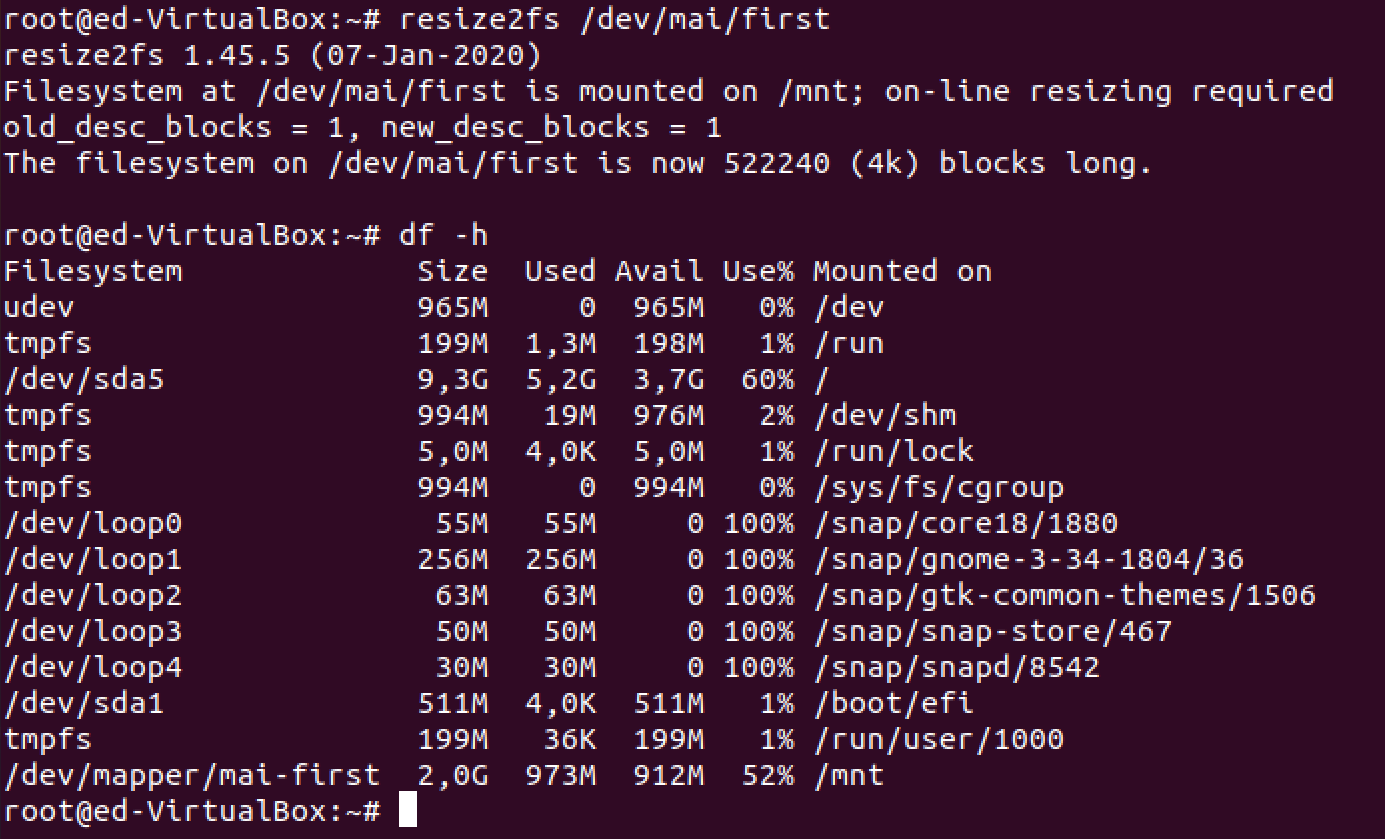 root@ed-VirtualBox:~# resize2fs /dev/mai/first
resize2fs 1.45.5 (07-Jan-2020)
Filesystem at /dev/mai/first is mounted on /mnt; on-line resizing required
old_desc_blocks = 1, new_desc_blocks = 1
The filesystem on /dev/mai/first is now 522240 (4k) blocks long.

root@ed-VirtualBox:~# df -h
Filesystem             Size  Used Avail Use% Mounted on
udev                   965M     0  965M   0% /dev
tmpfs                  199M  1,3M  198M   1% /run
/dev/sda5              9,3G  5,2G  3,7G  60% /
tmpfs                  994M   19M  976M   2% /dev/shm
tmpfs                  5,0M  4,0K  5,0M   1% /run/lock
tmpfs                  994M     0  994M   0% /sys/fs/cgroup
/dev/loop0              55M   55M     0 100% /snap/core18/1880
/dev/loop1             256M  256M     0 100% /snap/gnome-3-34-1804/36
/dev/loop2              63M   63M     0 100% /snap/gtk-common-themes/1506
/dev/loop3              50M   50M     0 100% /snap/snap-store/467
/dev/loop4              30M   30M     0 100% /snap/snapd/8542
/dev/sda1              511M  4,0K  511M   1% /boot/efi
tmpfs                  199M   36K  199M   1% /run/user/1000
/dev/mapper/mai-first  2,0G  973M  912M  52% /mnt
root@ed-VirtualBox:~#